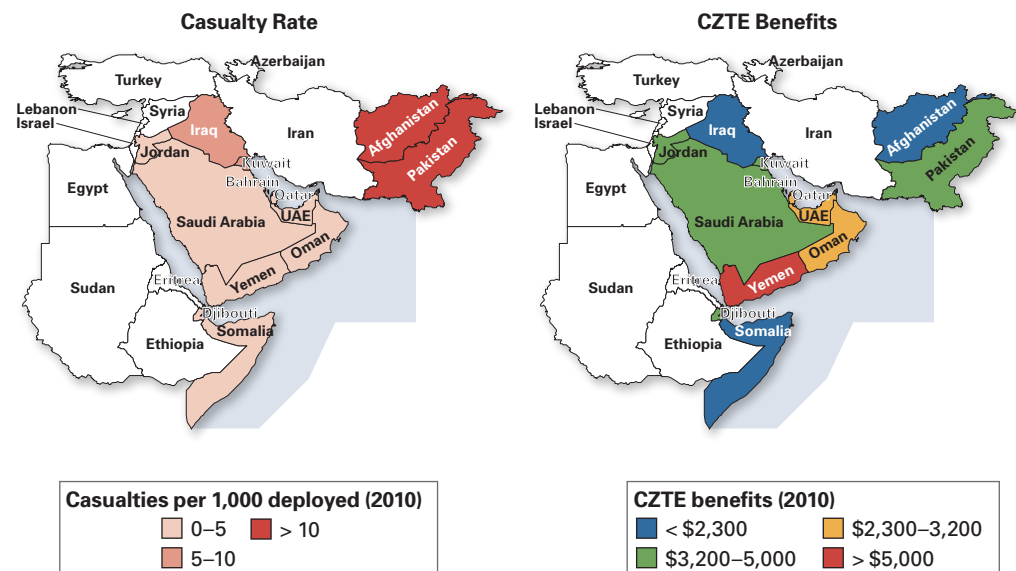 Casualty Rate
Azerbaijan
Turkey
Lebanon
Syria
Israel
Iraq
Iran
Afghanistan
Jordan
Kuwait
Pakistan
Bahrain
Egypt
Qatar
Saudi Arabia
UAE
Oman
Yemen
Eritrea
Sudan
Djibouti
Somalia
Ethiopia
Casualties per 1,000 deployed (2010)
0–5
> 10
5–10
CZTE Benefits
Azerbaijan
Turkey
Lebanon
Syria
Israel
Iraq
Iran
Afghanistan
Jordan
Kuwait
Pakistan
Bahrain
Egypt
Qatar
Saudi Arabia
UAE
Oman
Yemen
Eritrea
Sudan
Djibouti
Somalia
Ethiopia
CZTE benefits (2010)
< $2,300
$2,300–3,200
$3,200–5,000
> $5,000